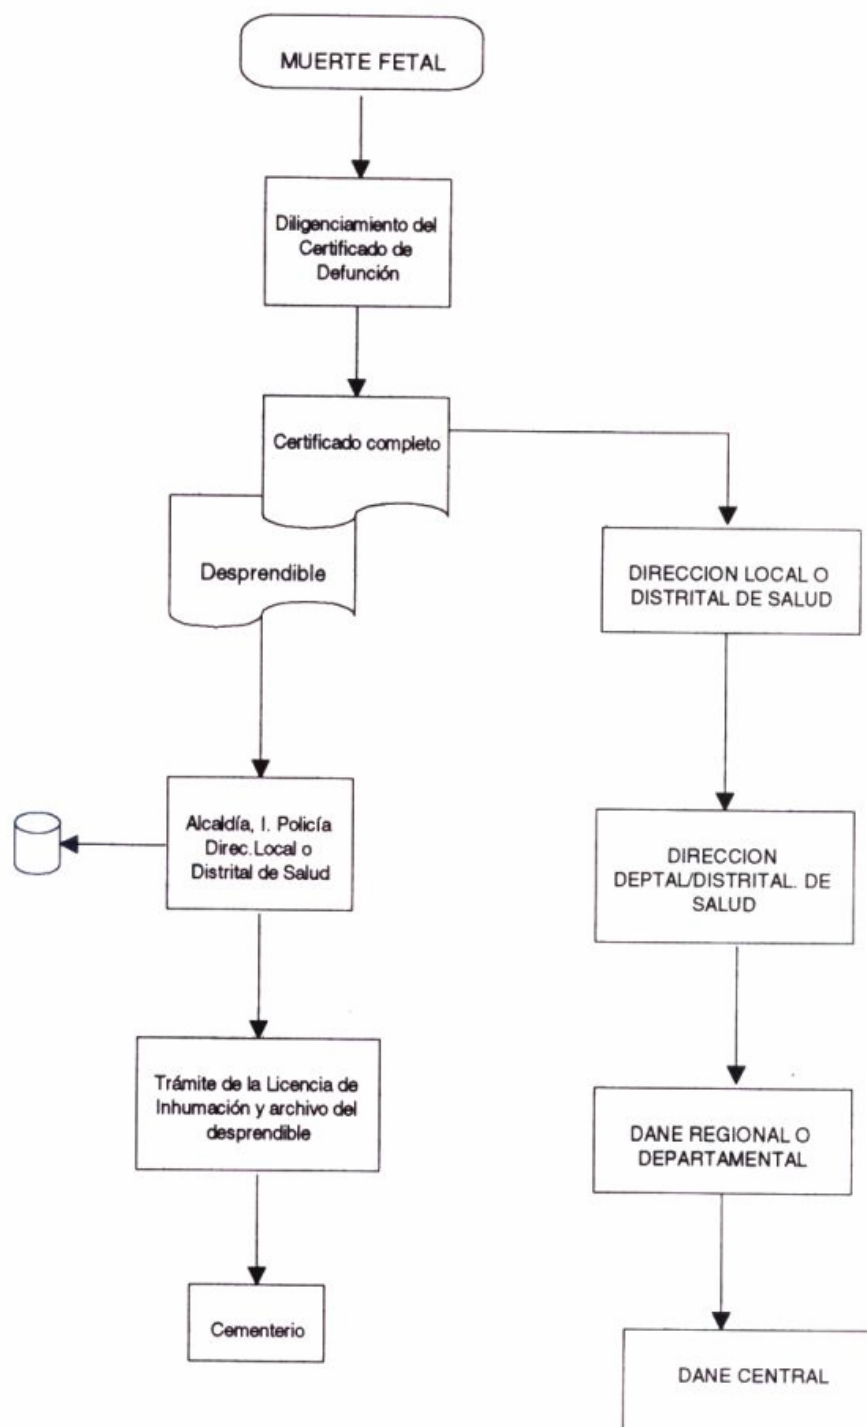 MUERTE FETAL
Diligenciamiento del
Certificado de
Defunción
Certificado completo
Desprendible
DIRECCION LOCAL O
DISTRITAL DE SALUD
Alcaldía, I. Policía
Direc.Local o
Distrital de Salud
DIRECCION
DEPTAL/DISTRITAL. DE
SALUD
Trámite de la Licencia de
Inhumación y archivo del
desprendible
DANE REGIONAL O
DEPARTAMENTAL
Cementerio
DANE CENTRAL